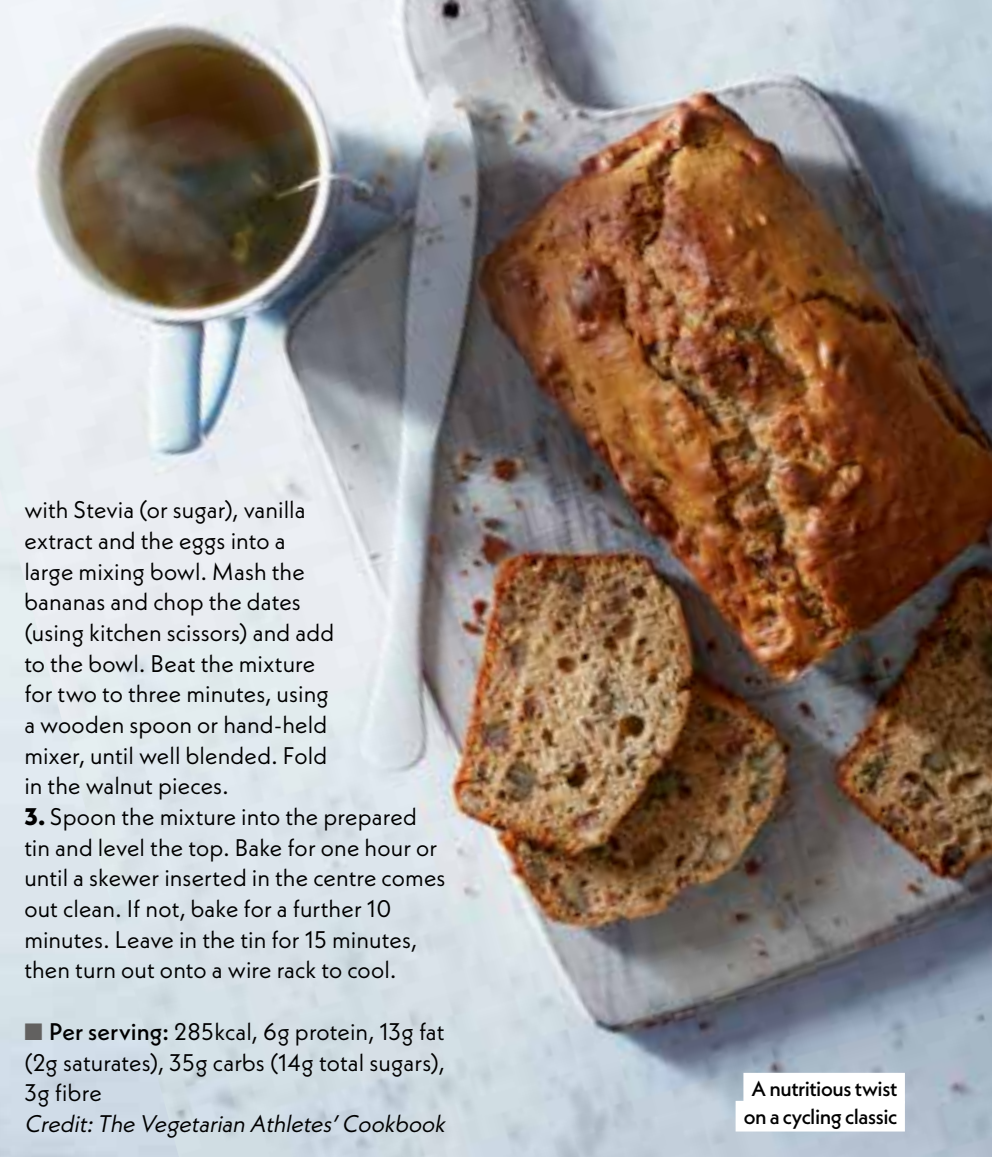 with Stevia (or sugar), vanilla
extract and the eggs into a
large mixing bowl. Mash the
bananas and chop the dates
(using kitchen scissors) and add
to the bowl. Beat the mixture
for two to three minutes, using
a wooden spoon or hand-held
mixer, until well blended. Fold
in the walnut pieces.
3. Spoon the mixture into the prepared
tin and level the top. Bake for one hour or
until a skewer inserted in the centre comes
out clean. If not, bake for a further 10
minutes. Leave in the tin for 15 minutes,
then turn out onto a wire rack to cool.
■ Per serving: 285kcal, 6g protein, 13g fat
(2g saturates), 35g carbs (14g total sugars),
3g fibre
Credit: The Vegetarian Athletes’ Cookbook
A nutritious twist
on a cycling classic